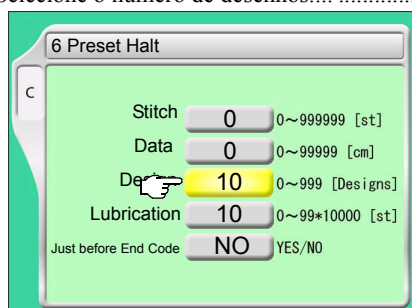 Selecione o número de desenhos.... .............
6 Preset Halt
C
Stitch 0 0~999999 [st]
Data 0 0~99999 [cm]
10 0~999 [Designs]
Lubrication 10 0~99*10000 [st]
Just before End Code NO YES/NO